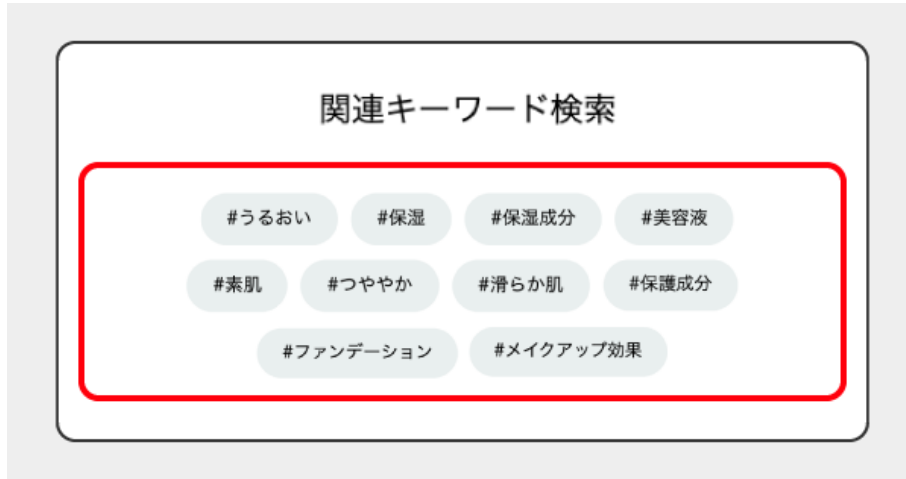 関連キーワード検索
#うるおい #保湿 #保湿成分 #美容液
#素肌 #つややか #滑らか肌 #保護成分
#ファンデーション #メイクアップ効果